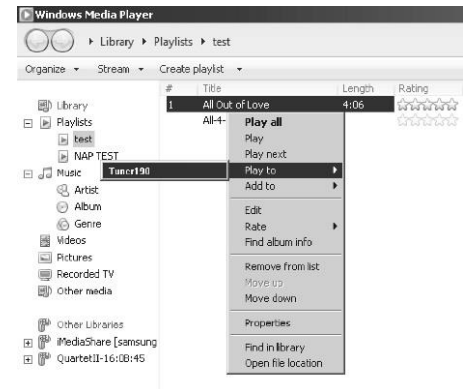 Windows Media Player
Library ▸ Playlists ▸ test
Organize Stream Create playlist
# Title Length Rating
Library 1 All Out of Love 4:06
Playlists All-4- Play all
test Play
NAP TEST Play next
Music Tuner190 Play to
Artist Add to
Album Edit
Genre Rate
Videos Find album info
Pictures
Recorded TV Remove from list
Other media Move up
Move down
Other Libraries Properties
iMediaShare [samsung Find in library
QuartetII-16:0B:45 Open file location